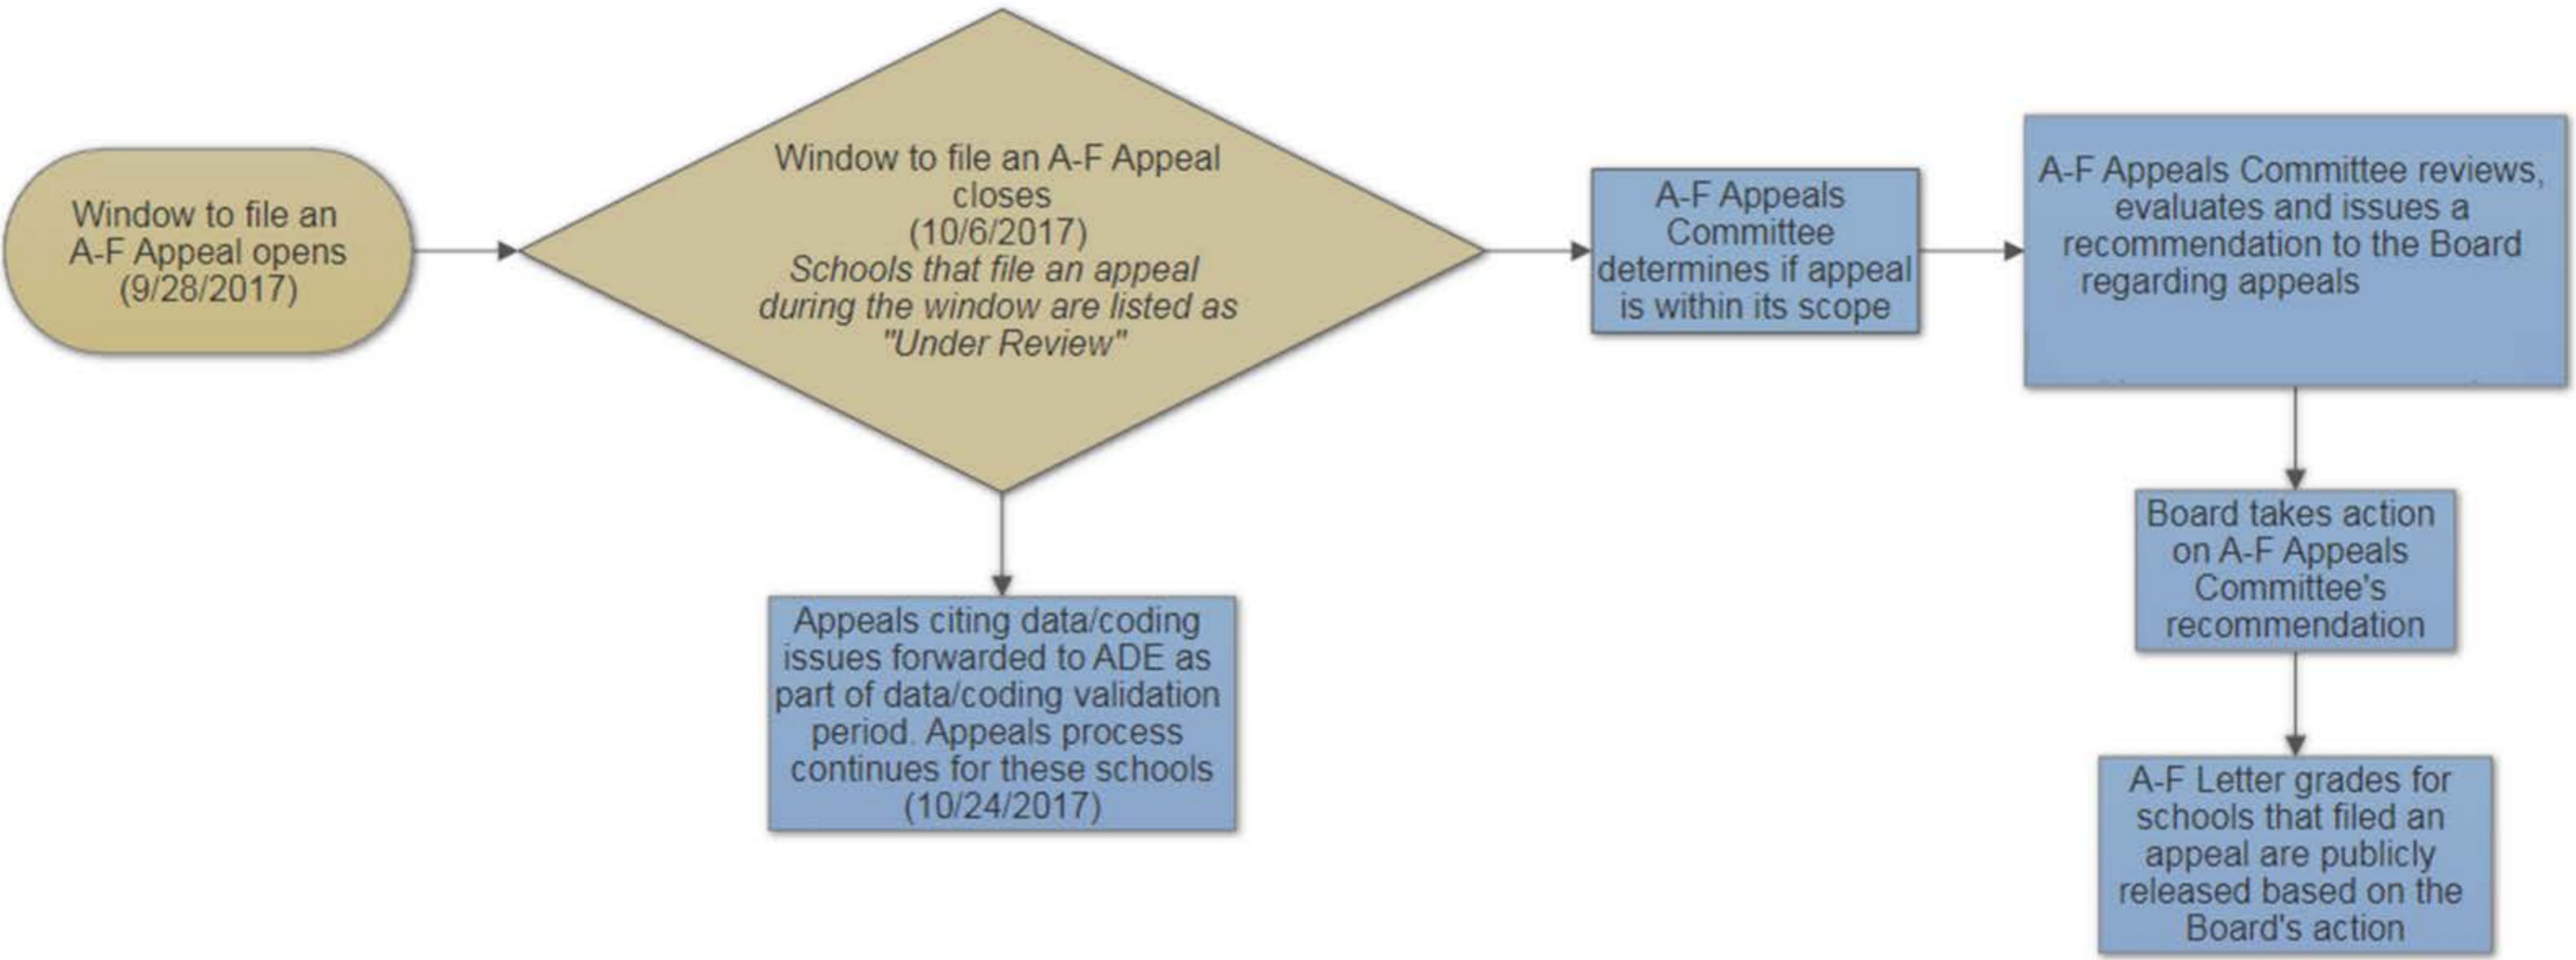 Window to file an
A-F Appeal opens
(9/28/2017)
Window to file an A-F Appeal
closes
(10/6/2017)
Schools that file an appeal
during the window are listed as
"Under Review"
A-F Appeals
Committee
determines if appeal
is within its scope
A-F Appeals Committee reviews,
evaluates and issues a
recommendation to the Board
regarding appeals
Board takes action
on A-F Appeals
Committee's
recommendation
A-F Letter grades for
schools that filed an
appeal are publicly
released based on the
Board's action
Appeals citing data/coding
issues forwarded to ADE as
part of data/coding validation
period. Appeals process
continues for these schools
(10/24/2017)